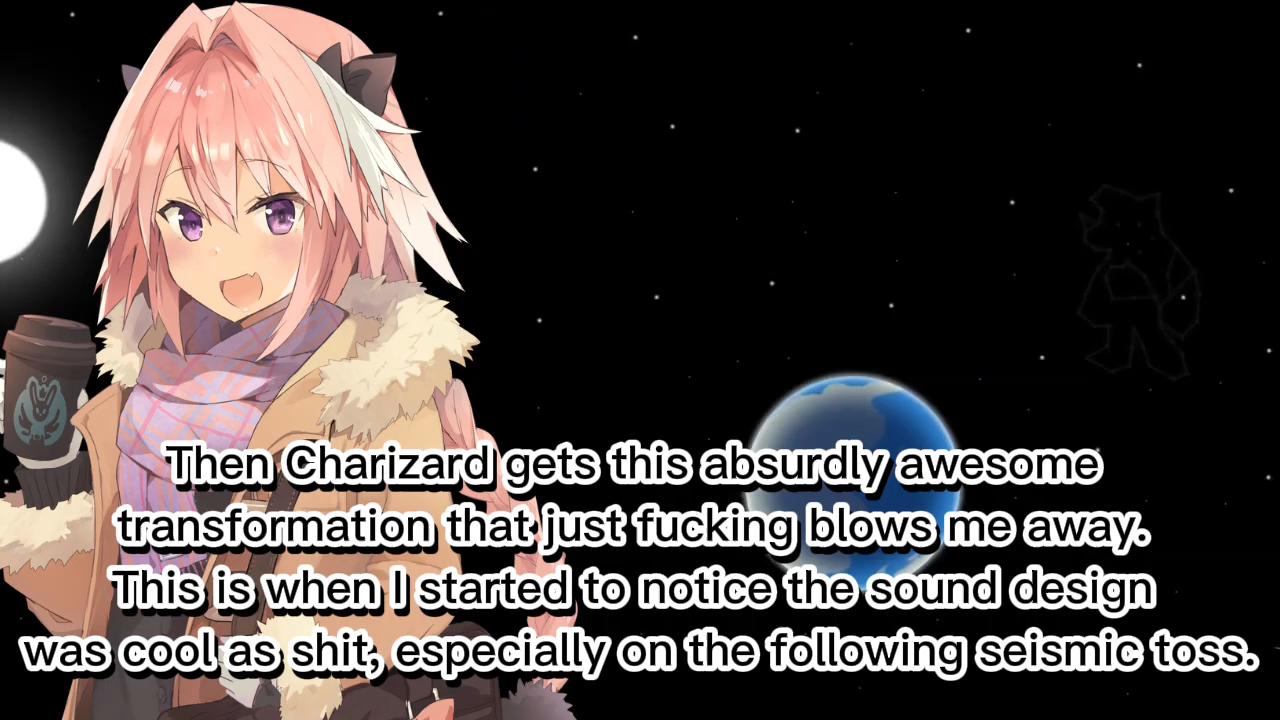 Then Charizard gets this absurdly awesome
transformation that just fucking blows me away.
This is when I started to notice the sound design
was cool as shit, especially on the following seismic toss.